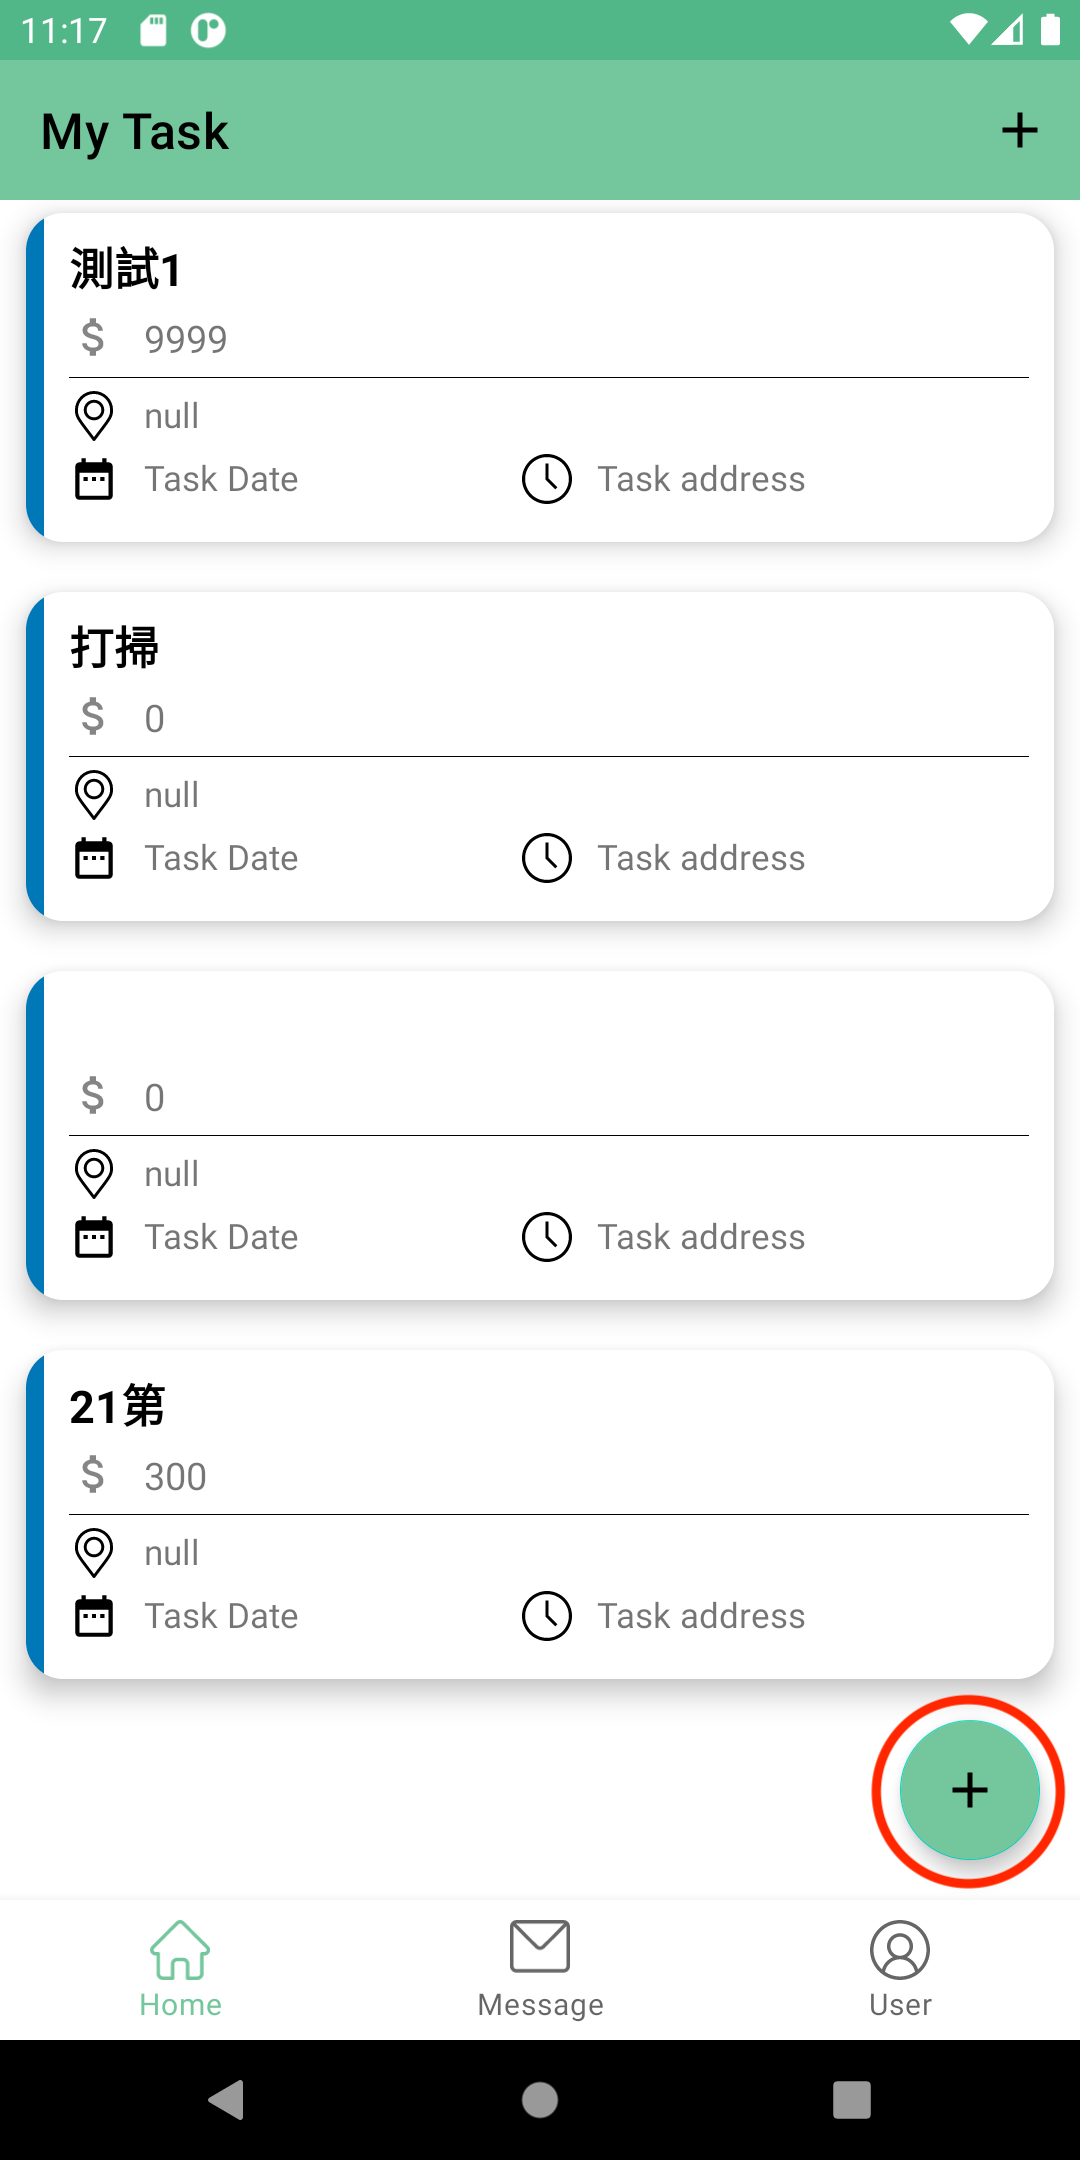 11:17
My Task
測試1
$ 9999
null
Task Date Task address
打掃
$ 0
null
Task Date Task address
$ 0
null
Task Date Task address
21第
$ 300
null
Task Date Task address
Home Message User